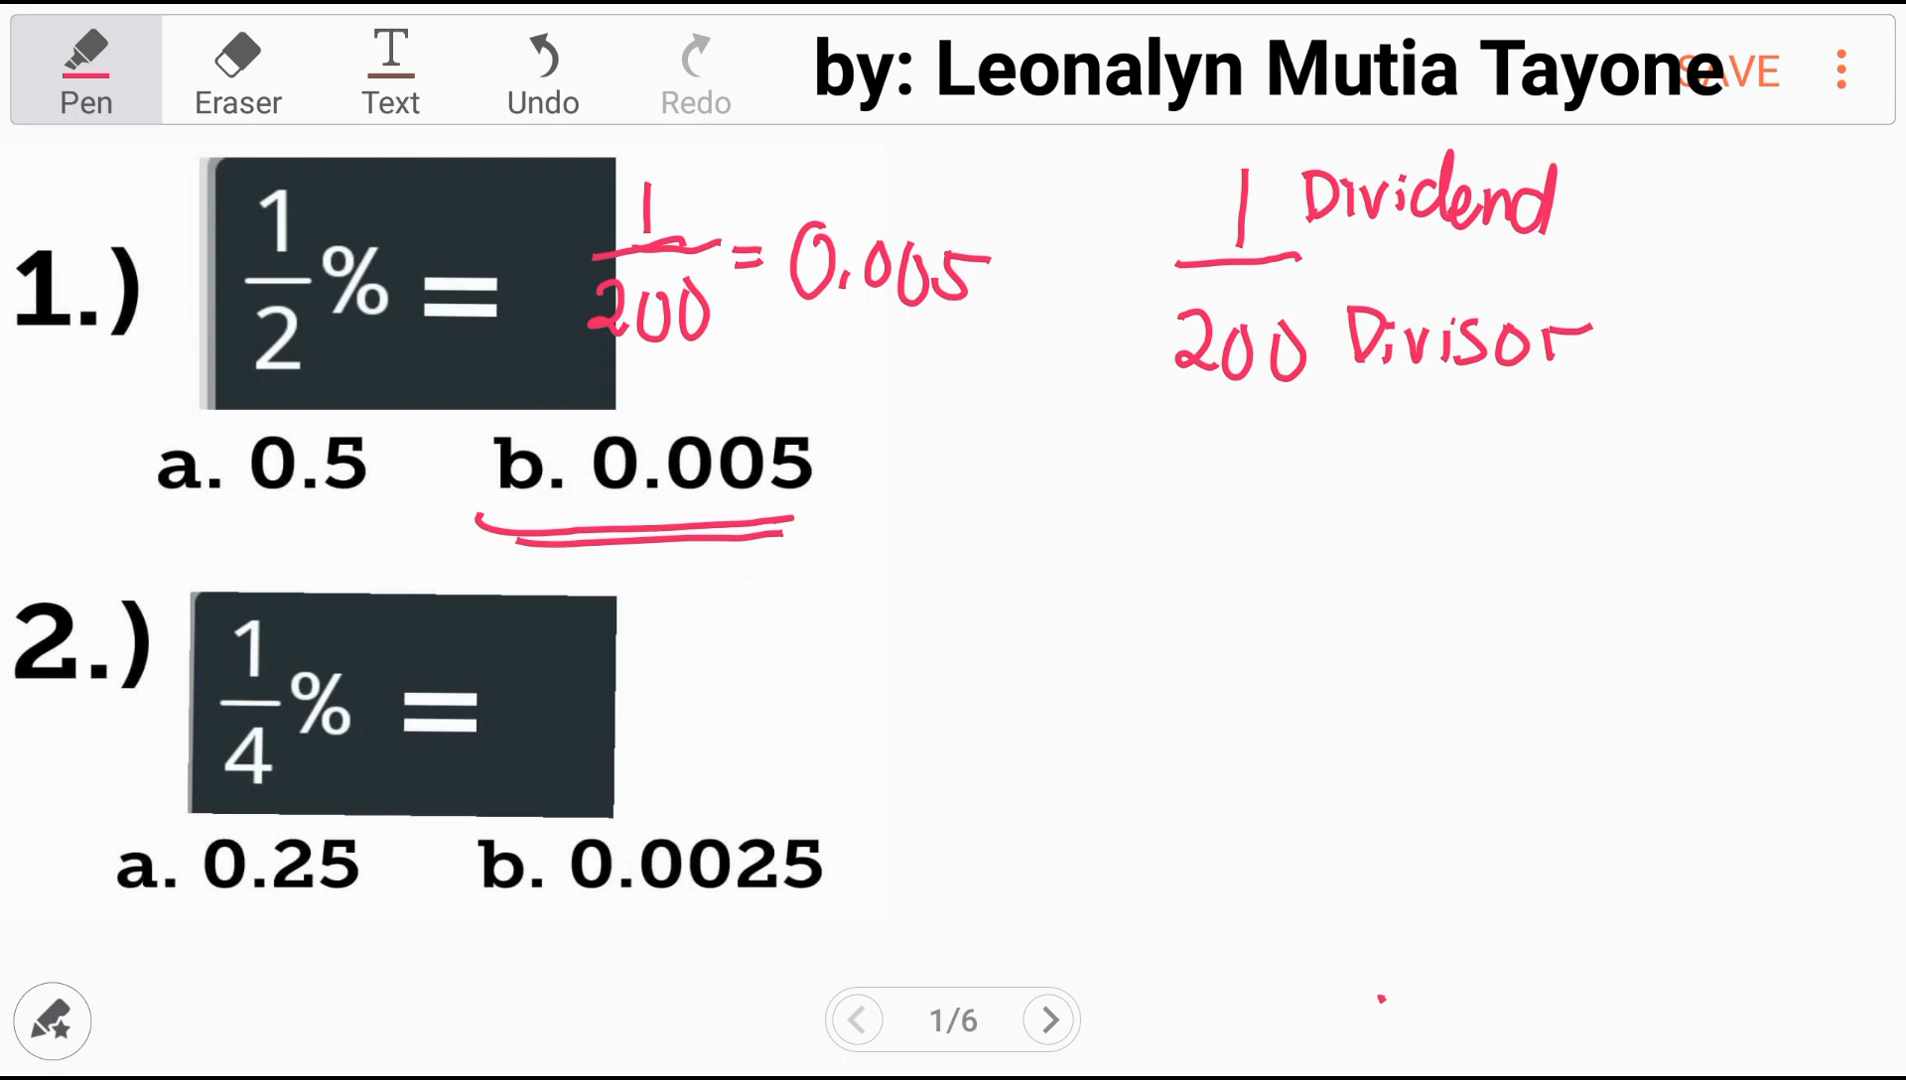 Pen Eraser Text Undo Redo by: Leonalyn Mutia Tayone SAVE
1.) 1/2 % = 1/200 = 0.005
1 Dividend
200 Divisor
a. 0.5 b. 0.005
2.) 1/4 % =
a. 0.25 b. 0.0025
1/6